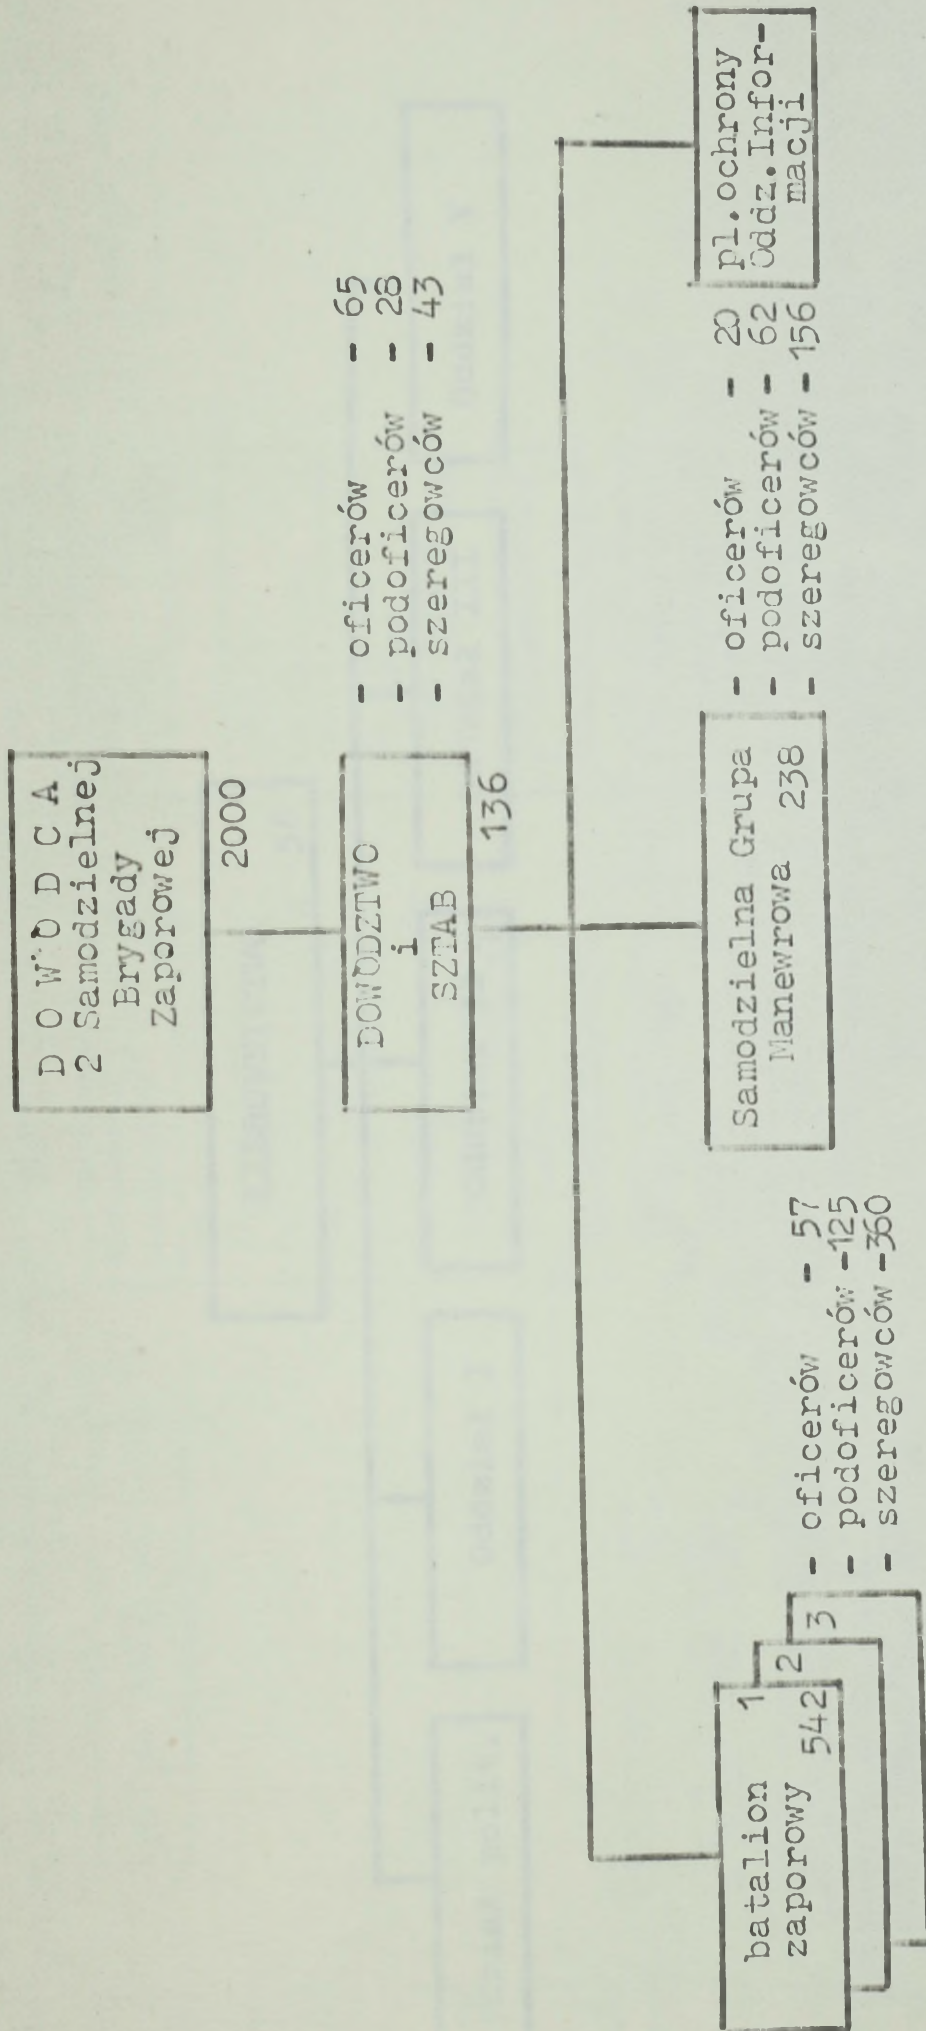 D O W O D C A
2 Samodzielnej
Brygady
Zaporowej
2000
DOWODZTWO
i
SZTAB
136
- oficerów - 65
- podoficerów - 28
- szeregowców - 43
batalion
zaporowy
1
542
2
3
- oficerów - 57
- podoficerów -125
- szeregowców -360
Samodzielna Grupa
Manewrowa 238
- oficerów - 20
- podoficerów - 62
- szeregowców - 156
pl.ochrony
Oddz.Infor-
macji